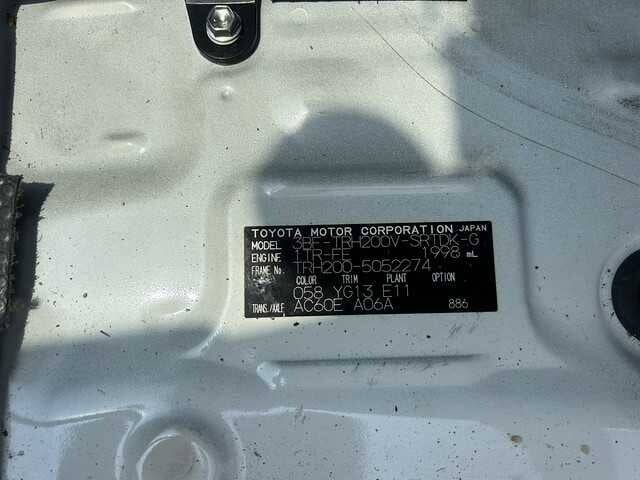 TOYOTA MOTOR CORPORATION JAPAN
MODEL 3BF-TRH200V-SRTDK-G
ENGINE 1TR-FE 1998 mL
FRAME No. TRH200-5052274
COLOR TRIM PLANT OPTION
058 YG13 E11
TRANS./AXLE AC60E A06A 886